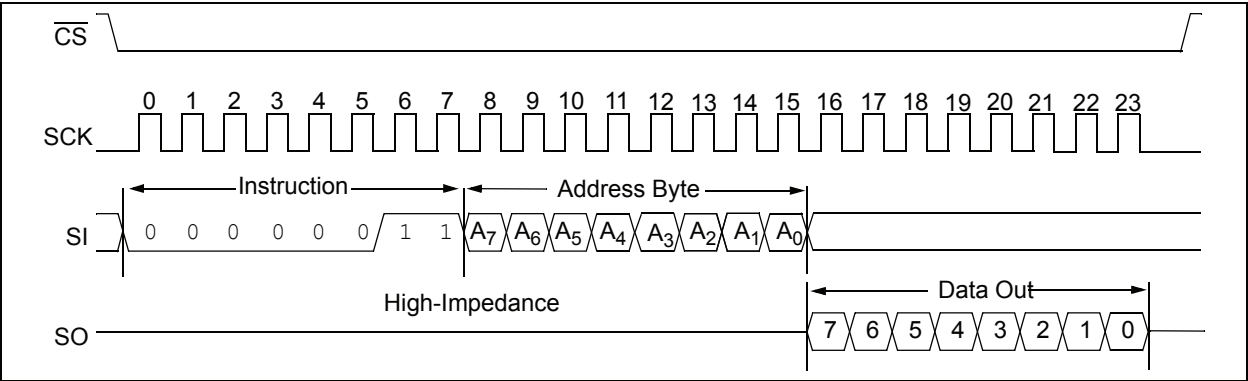 CS
0 1 2 3 4 5 6 7 8 9 10 11 12 13 14 15 16 17 18 19 20 21 22 23
SCK
Instruction Address Byte
SI 0 0 0 0 0 0 1 1 A7 A6 A5 A4 A3 A2 A1 A0
High-Impedance Data Out
SO 7 6 5 4 3 2 1 0